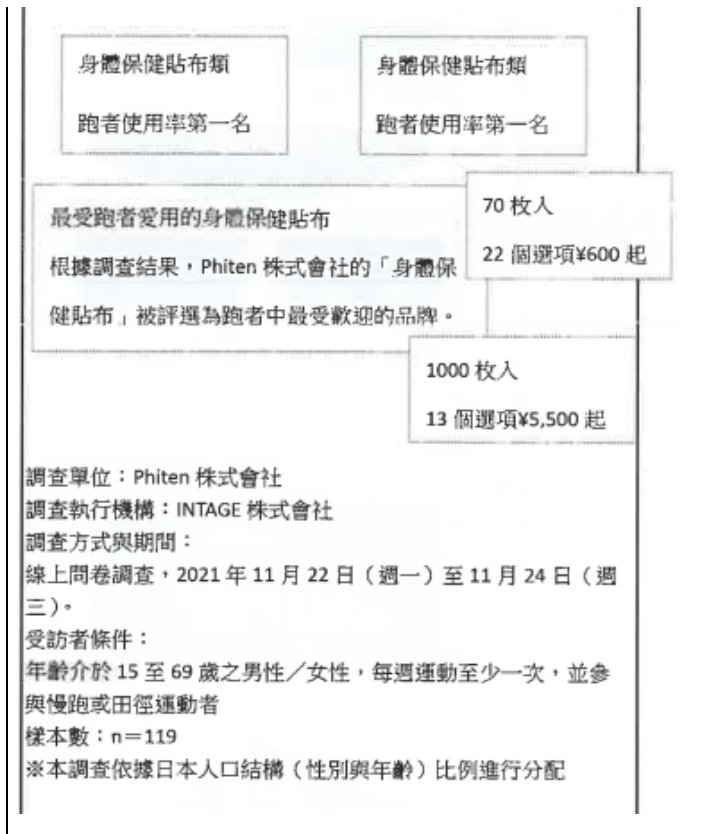 身體保健貼布類
跑者使用率第一名
身體保健貼布類
跑者使用率第一名
最受跑者愛用的身體保健貼布
根據調查結果，Phiten 株式會社的「身體保
健貼布」被評選為跑者中最受歡迎的品牌。
70 枚入
22 個選項¥600 起
1000 枚入
13 個選項¥5,500 起
調查單位：Phiten 株式會社
調查執行機構：INTAGE 株式會社
調查方式與期間：
線上問卷調查，2021 年 11 月 22 日（週一）至 11 月 24 日（週
三）。
受訪者條件：
年齡介於 15 至 69 歲之男性／女性，每週運動至少一次，並參
與慢跑或田徑運動者
樣本數：n＝119
※本調查依據日本人口結構（性別與年齡）比例進行分配